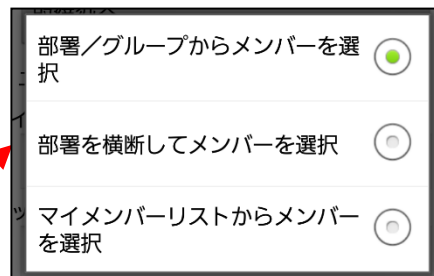 部署／グループからメンバーを選
択
部署を横断してメンバーを選択
マイメンバーリストからメンバー
を選択